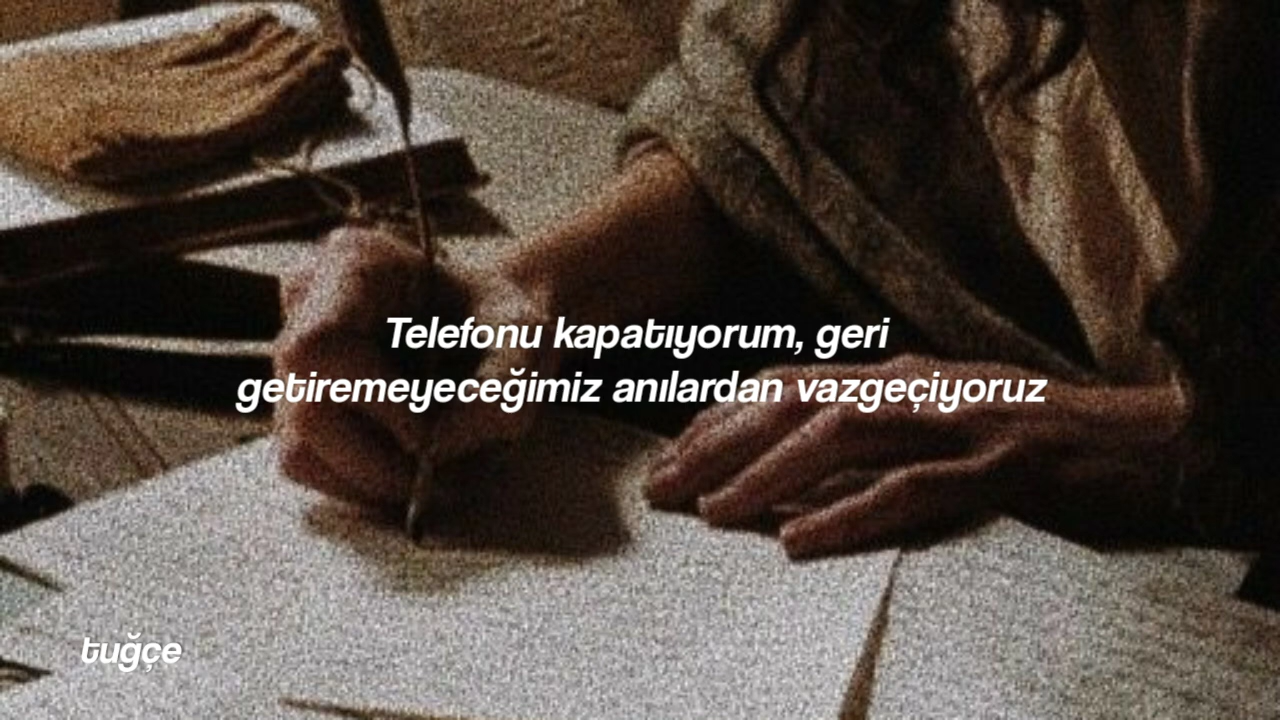 Telefonu kapatıyorum, geri
getiremeyeceğimiz anılardan vazgeçiyoruz
tuğçe